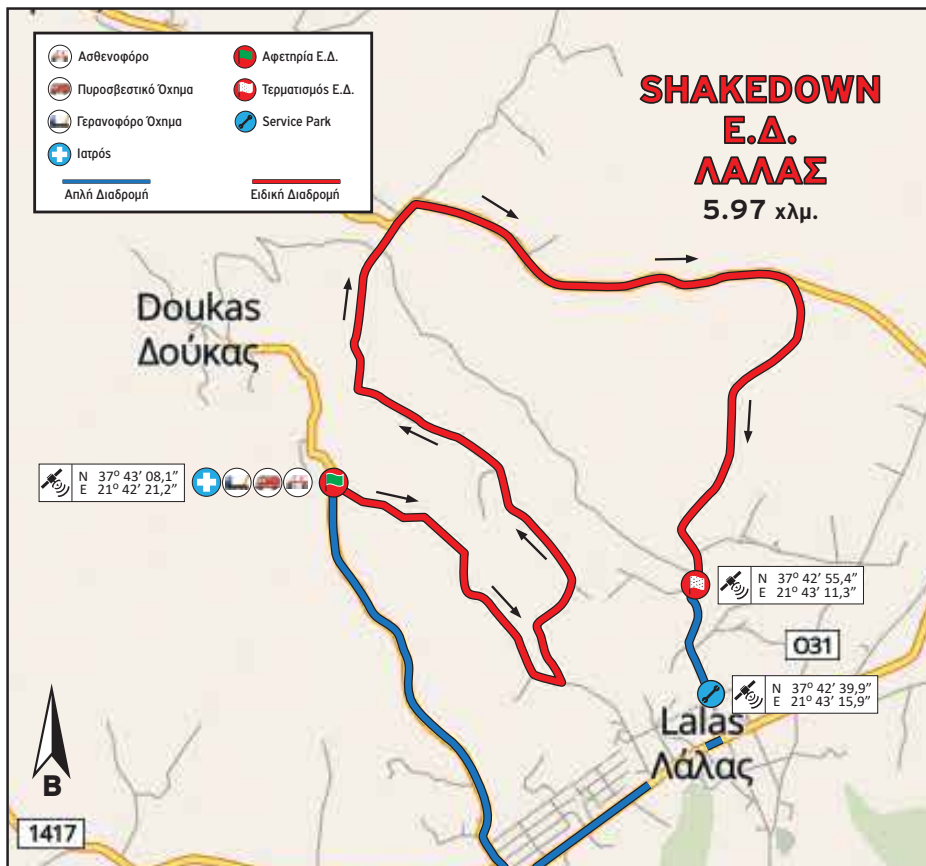 Ασθενοφόρο
Πυροσβεστικό Όχημα
Γερανοφόρο Όχημα
Ιατρός
Απλή Διαδρομή
Αφετηρία Ε.Δ.
Τερματισμός Ε.Δ.
Service Park
Ειδική Διαδρομή
SHAKEDOWN
Ε.Δ.
ΛΑΛΑΣ
5.97 χλμ.
Doukas
Δούκας
N 37° 43’ 08,1’’
E 21° 42’ 21,2’’
N 37° 42’ 55,4’’
E 21° 43’ 11,3’’
O31
N 37° 42’ 39,9’’
E 21° 43’ 15,9’’
Lalas
Λάλας
Β
1417